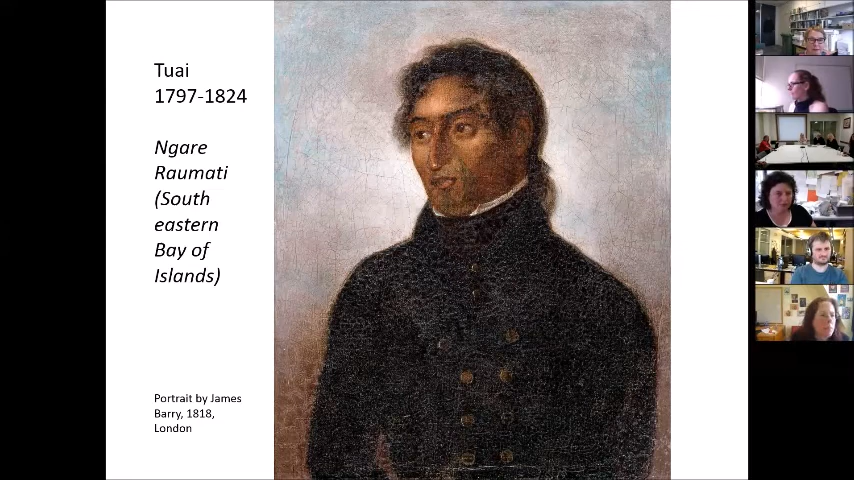 Tuai
1797-1824
Ngare
Raumati
(South
eastern
Bay of
Islands)
Portrait by James
Barry, 1818,
London